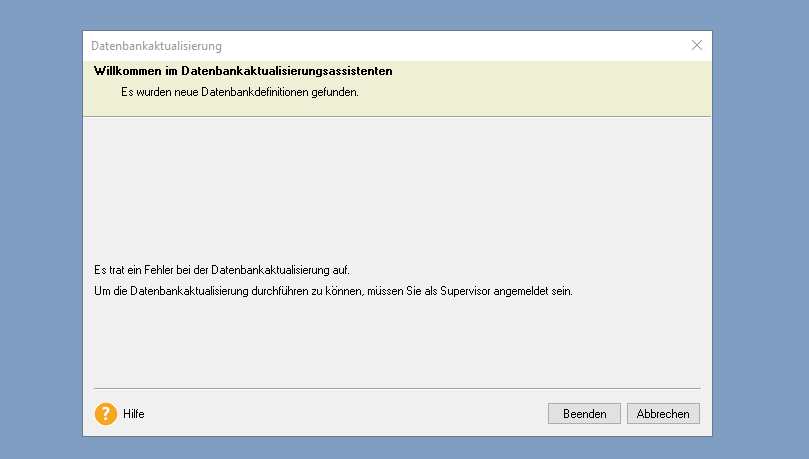 Datenbankaktualisierung
Willkommen im Datenbankaktualisierungsassistenten
Es wurden neue Datenbankdefinitionen gefunden.
Es trat ein Fehler bei der Datenbankaktualisierung auf.
Um die Datenbankaktualisierung durchführen zu können, müssen Sie als Supervisor angemeldet sein.
? Hilfe
Beenden
Abbrechen